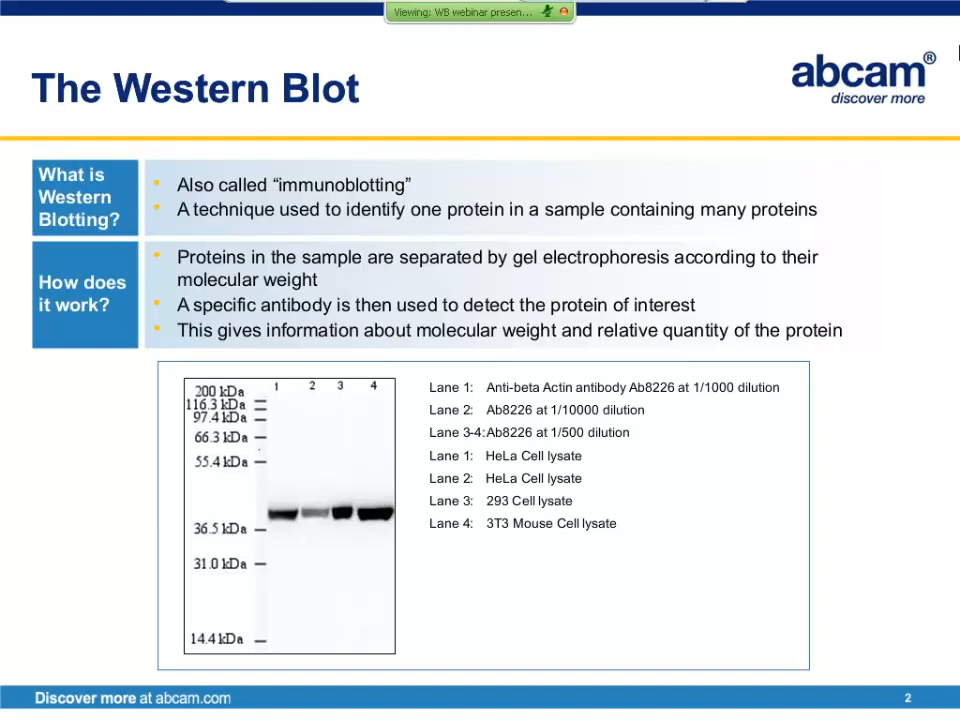 Viewing: WB webinar presen...
The Western Blot
abcam®
discover more
What is
Western
Blotting?
• Also called “immunoblotting”
• A technique used to identify one protein in a sample containing many proteins
How does
it work?
• Proteins in the sample are separated by gel electrophoresis according to their
molecular weight
• A specific antibody is then used to detect the protein of interest
• This gives information about molecular weight and relative quantity of the protein
1 2 3 4
200 kDa
116.3 kDa
97.4 kDa
66.3 kDa
55.4 kDa
36.5 kDa
31.0 kDa
14.4 kDa
Lane 1: Anti-beta Actin antibody Ab8226 at 1/1000 dilution
Lane 2: Ab8226 at 1/10000 dilution
Lane 3-4: Ab8226 at 1/500 dilution
Lane 1: HeLa Cell lysate
Lane 2: HeLa Cell lysate
Lane 3: 293 Cell lysate
Lane 4: 3T3 Mouse Cell lysate
Discover more at abcam.com
2